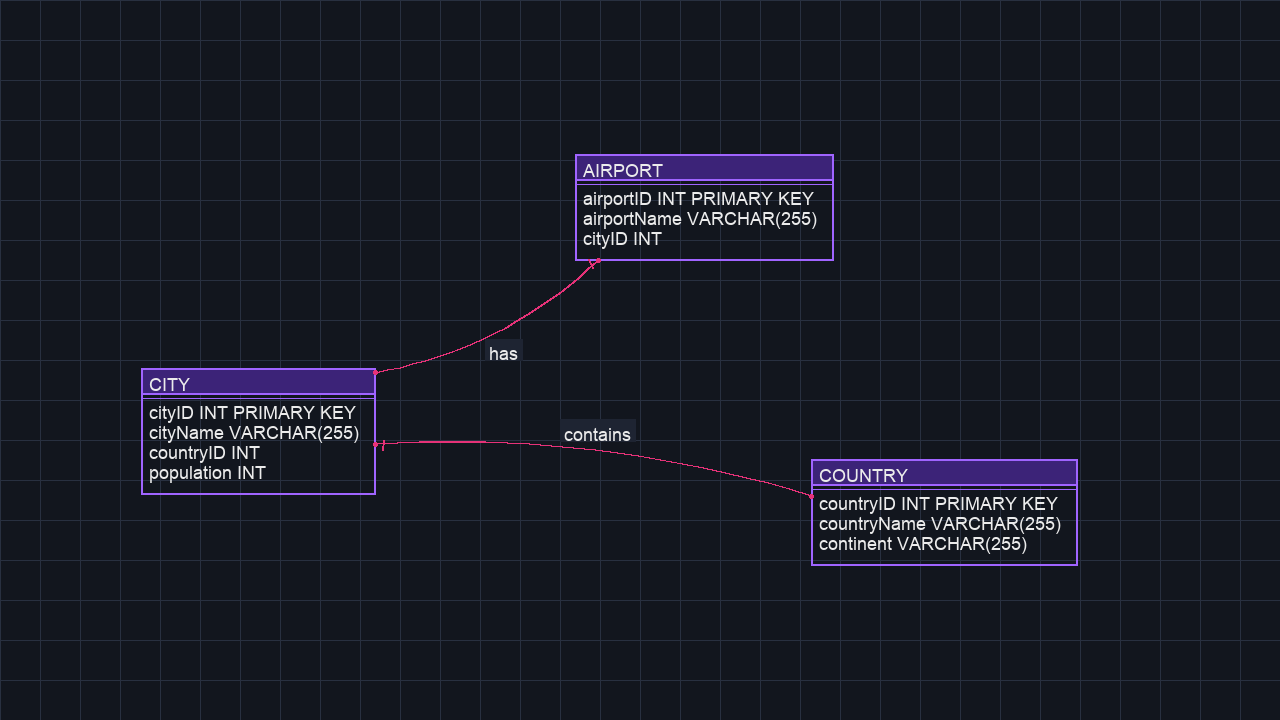 AIRPORT
airportID INT PRIMARY KEY
airportName VARCHAR(255)
cityID INT
has
CITY
cityID INT PRIMARY KEY
cityName VARCHAR(255)
countryID INT
population INT
contains
COUNTRY
countryID INT PRIMARY KEY
countryName VARCHAR(255)
continent VARCHAR(255)